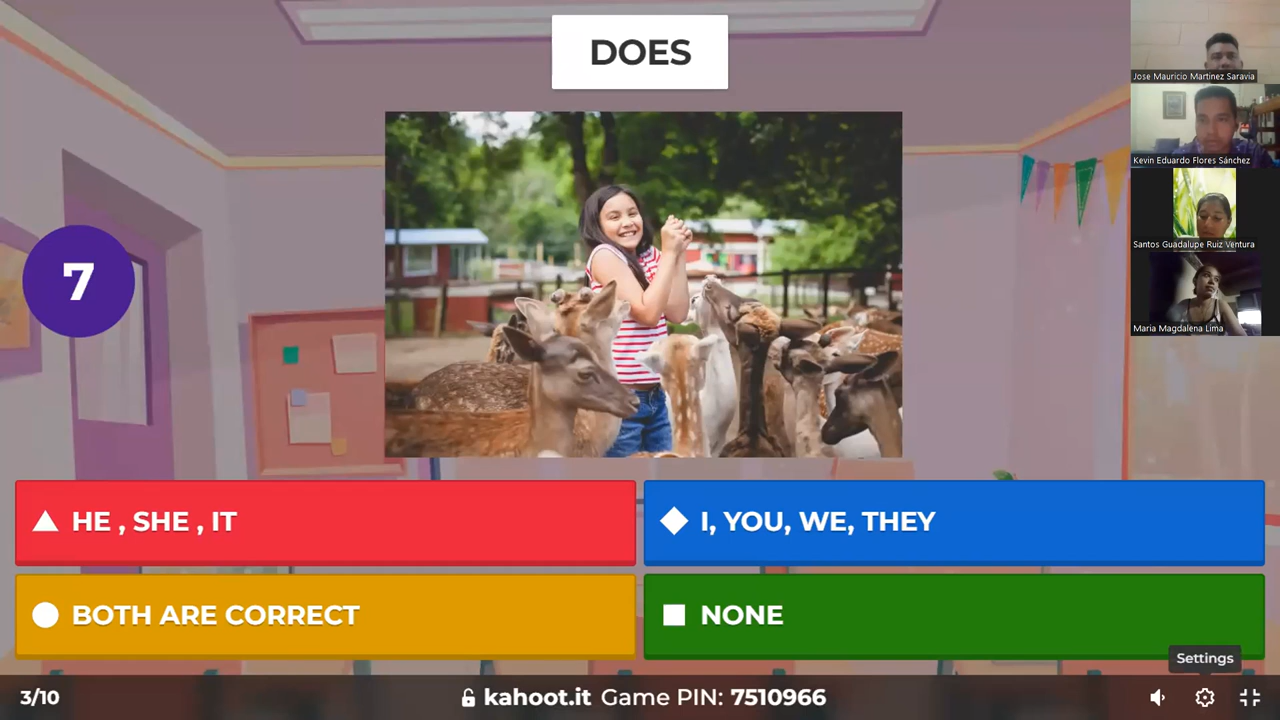 DOES
Jose Mauricio Martinez Saravia
Kevin Eduardo Flores Sánchez
Santos Guadalupe Ruiz Ventura
Maria Magdalena Lima
7
HE , SHE , IT
I, YOU, WE, THEY
BOTH ARE CORRECT
NONE
Settings
3/10
kahoot.it Game PIN: 7510966